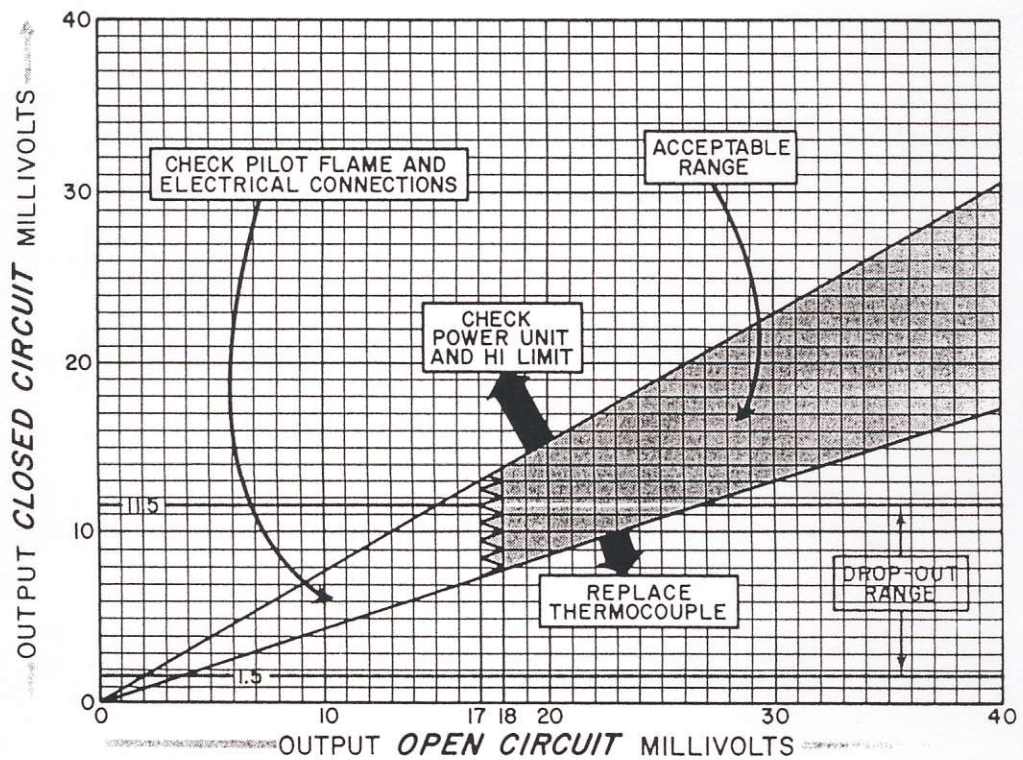 40
30
20
10
0
OUTPUT CLOSED CIRCUIT MILLIVOLTS
CHECK PILOT FLAME AND
ELECTRICAL CONNECTIONS
ACCEPTABLE
RANGE
CHECK
POWER UNIT
AND HI LIMIT
11.5
REPLACE
THERMOCOUPLE
DROP-OUT
RANGE
1.5
0 10 17 18 20 30 40
OUTPUT OPEN CIRCUIT MILLIVOLTS